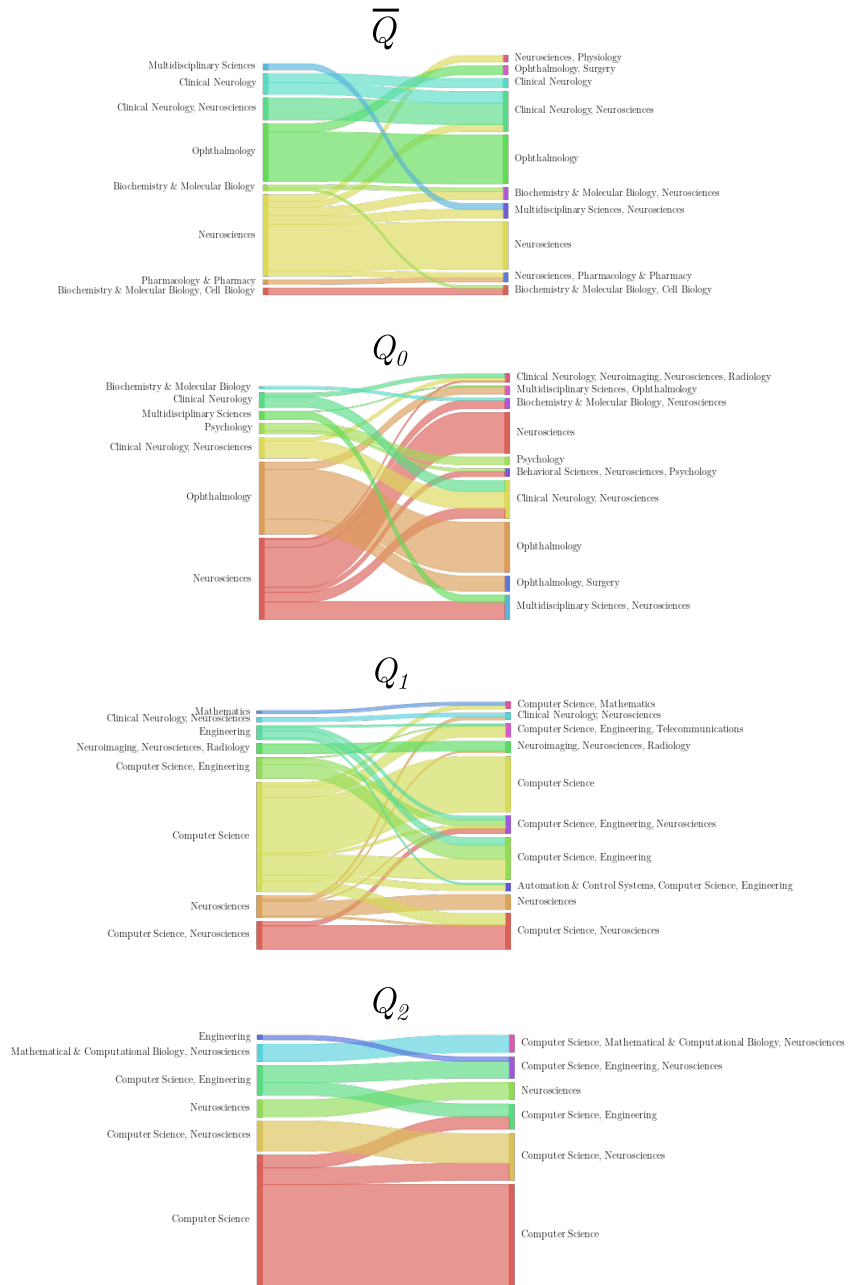 Q
Multidisciplinary Sciences
Clinical Neurology
Clinical Neurology, Neurosciences
Ophthalmology
Biochemistry & Molecular Biology
Neurosciences
Pharmacology & Pharmacy
Biochemistry & Molecular Biology, Cell Biology
Neurosciences, Physiology
Ophthalmology, Surgery
Clinical Neurology
Clinical Neurology, Neurosciences
Ophthalmology
Biochemistry & Molecular Biology, Neurosciences
Multidisciplinary Sciences, Neurosciences
Neurosciences
Neurosciences, Pharmacology & Pharmacy
Biochemistry & Molecular Biology, Cell Biology
Q0
Biochemistry & Molecular Biology
Clinical Neurology
Multidisciplinary Sciences
Psychology
Clinical Neurology, Neurosciences
Ophthalmology
Neurosciences
Clinical Neurology, Neuroimaging, Neurosciences, Radiology
Multidisciplinary Sciences, Ophthalmology
Biochemistry & Molecular Biology, Neurosciences
Neurosciences
Psychology
Behavioral Sciences, Neurosciences, Psychology
Clinical Neurology, Neurosciences
Ophthalmology
Ophthalmology, Surgery
Multidisciplinary Sciences, Neurosciences
Q1
Mathematics
Clinical Neurology, Neurosciences
Engineering
Neuroimaging, Neurosciences, Radiology
Computer Science, Engineering
Computer Science
Neurosciences
Computer Science, Neurosciences
Computer Science, Mathematics
Clinical Neurology, Neurosciences
Computer Science, Engineering, Telecommunications
Neuroimaging, Neurosciences, Radiology
Computer Science
Computer Science, Engineering, Neurosciences
Computer Science, Engineering
Automation & Control Systems, Computer Science, Engineering
Neurosciences
Computer Science, Neurosciences
Q2
Engineering
Mathematical & Computational Biology, Neurosciences
Computer Science, Engineering
Neurosciences
Computer Science, Neurosciences
Computer Science
Computer Science, Mathematical & Computational Biology, Neurosciences
Computer Science, Engineering, Neurosciences
Neurosciences
Computer Science, Engineering
Computer Science, Neurosciences
Computer Science